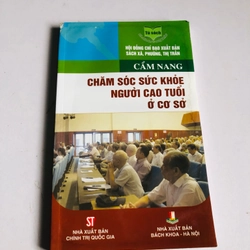 Tủ sách
HỘI ĐỒNG CHỈ ĐẠO XUẤT BẢN
SÁCH XÃ, PHƯỜNG, THỊ TRẤN
CẨM NANG
CHĂM SÓC SỨC KHỎE
NGƯỜI CAO TUỔI
Ở CƠ SỞ
ST
NHÀ XUẤT BẢN
CHÍNH TRỊ QUỐC GIA
NHÀ XUẤT BẢN
BÁCH KHOA - HÀ NỘI